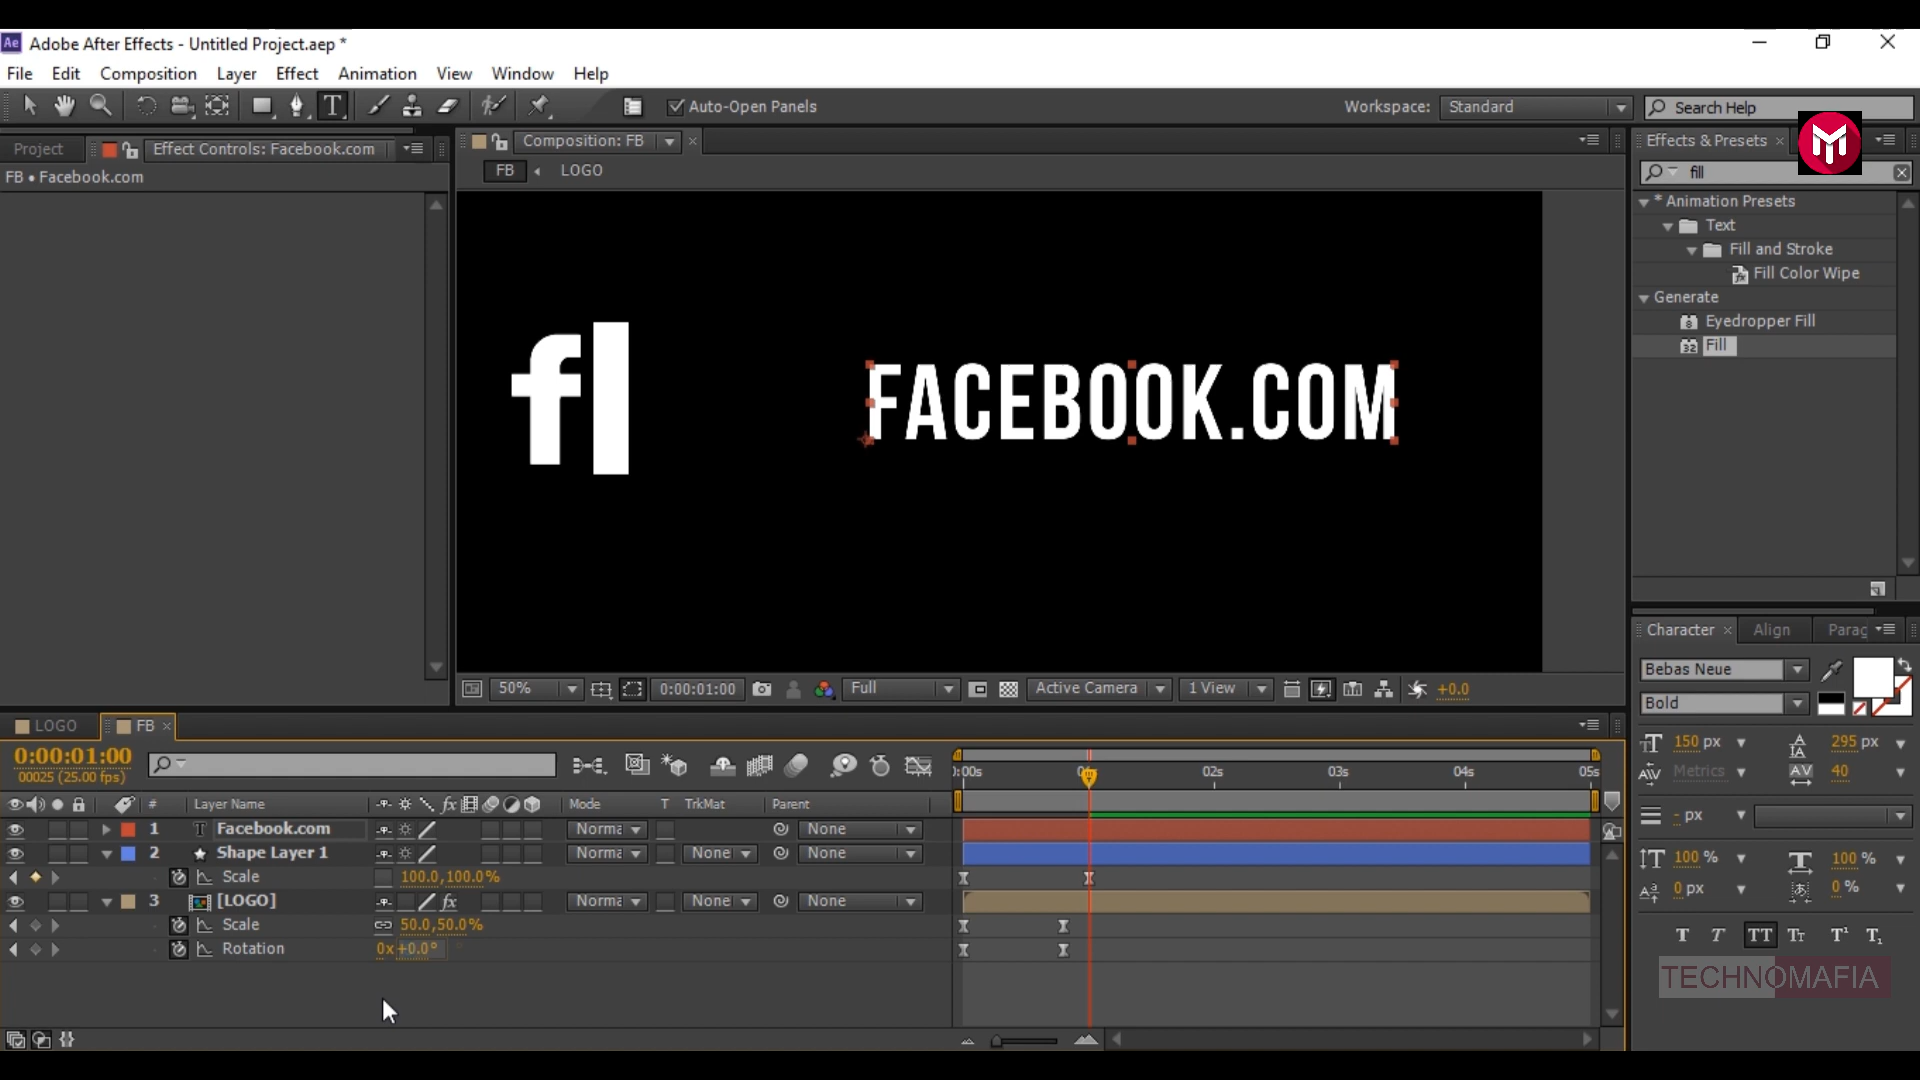 Adobe After Effects - Untitled Project.aep *
File Edit Composition Layer Effect Animation View Window Help
Auto-Open Panels
Workspace: Standard
Search Help
Project
Effect Controls: Facebook.com
FB • Facebook.com
Composition: FB
FB
LOGO
f
FACEBOOK.COM
Effects & Presets
fill
* Animation Presets
Text
Fill and Stroke
Fill Color Wipe
Generate
Eyedropper Fill
Fill
50%
0:00:01:00
Full
Active Camera
1 View
+0.0
Character
Align
Parag
Bebas Neue
Bold
150 px
295 px
Metrics
40
- px
100 %
100 %
0 px
0 %
T T TT Tt T¹ T₁
TECHNOMAFIA
LOGO
FB
0:00:01:00
00025 (25.00 fps)
# Layer Name
fx
Mode T TrkMat Parent
1 T Facebook.com Norma None
2 Shape Layer 1 Norma None None
Scale 100.0,100.0%
3 [LOGO] fx Norma None None
Scale 50.0,50.0%
Rotation 0x+0.0°
):00s
02s 03s 04s 05s